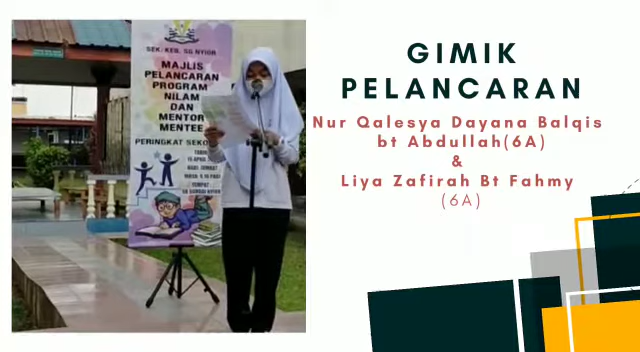 SEK. KEB. SG NYIOR
MAJLIS
PELANCARAN
PROGRAM
NILAM
DAN
MENTOR
MENTEE
PERINGKAT SEKO
GIMIK
PELANCARAN
Nur Qalesya Dayana Balqis
bt Abdullah(6A)
&
Liya Zafirah Bt Fahmy
(6A)